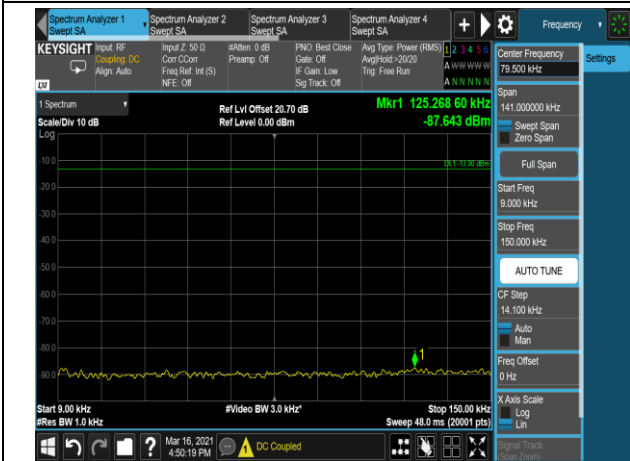 Spectrum Analyzer 1
Swept SA
Spectrum Analyzer 2
Swept SA
Spectrum Analyzer 3
Swept SA
Spectrum Analyzer 4
Swept SA
+
Frequency
KEYSIGHT
Input: RF
Coupling: DC
Align: Auto
Input Z: 50 Ω
Corr CCorr
Freq Ref: Int (S)
NFE: Off
#Atten: 0 dB
Preamp: Off
PNO: Best Close
Gate: Off
IF Gain: Low
Sig Track: Off
Avg Type: Power (RMS)
Avg|Hold:>20/20
Trig: Free Run
1 2 3 4 5 6
A W W W W W
A N N N N N
LXI
1 Spectrum
Scale/Div 10 dB
Ref Lvl Offset 20.70 dB
Ref Level 0.00 dBm
Mkr1 125.268 60 kHz
-87.643 dBm
Log
DL1 -13.00 dBm
-10.0
-20.0
-30.0
-40.0
-50.0
-60.0
-70.0
-80.0
-90.0
1
Start 9.00 kHz
#Res BW 1.0 kHz
#Video BW 3.0 kHz*
Stop 150.00 kHz
Sweep 48.0 ms (20001 pts)
?
Mar 16, 2021
4:50:19 PM
DC Coupled
Center Frequency
79.500 kHz
Settings
Span
141.000000 kHz
Swept Span
Zero Span
Full Span
Start Freq
9.000 kHz
Stop Freq
150.000 kHz
AUTO TUNE
CF Step
14.100 kHz
Auto
Man
Freq Offset
0 Hz
X Axis Scale
Log
Lin
Signal Track
(Span Zoom)